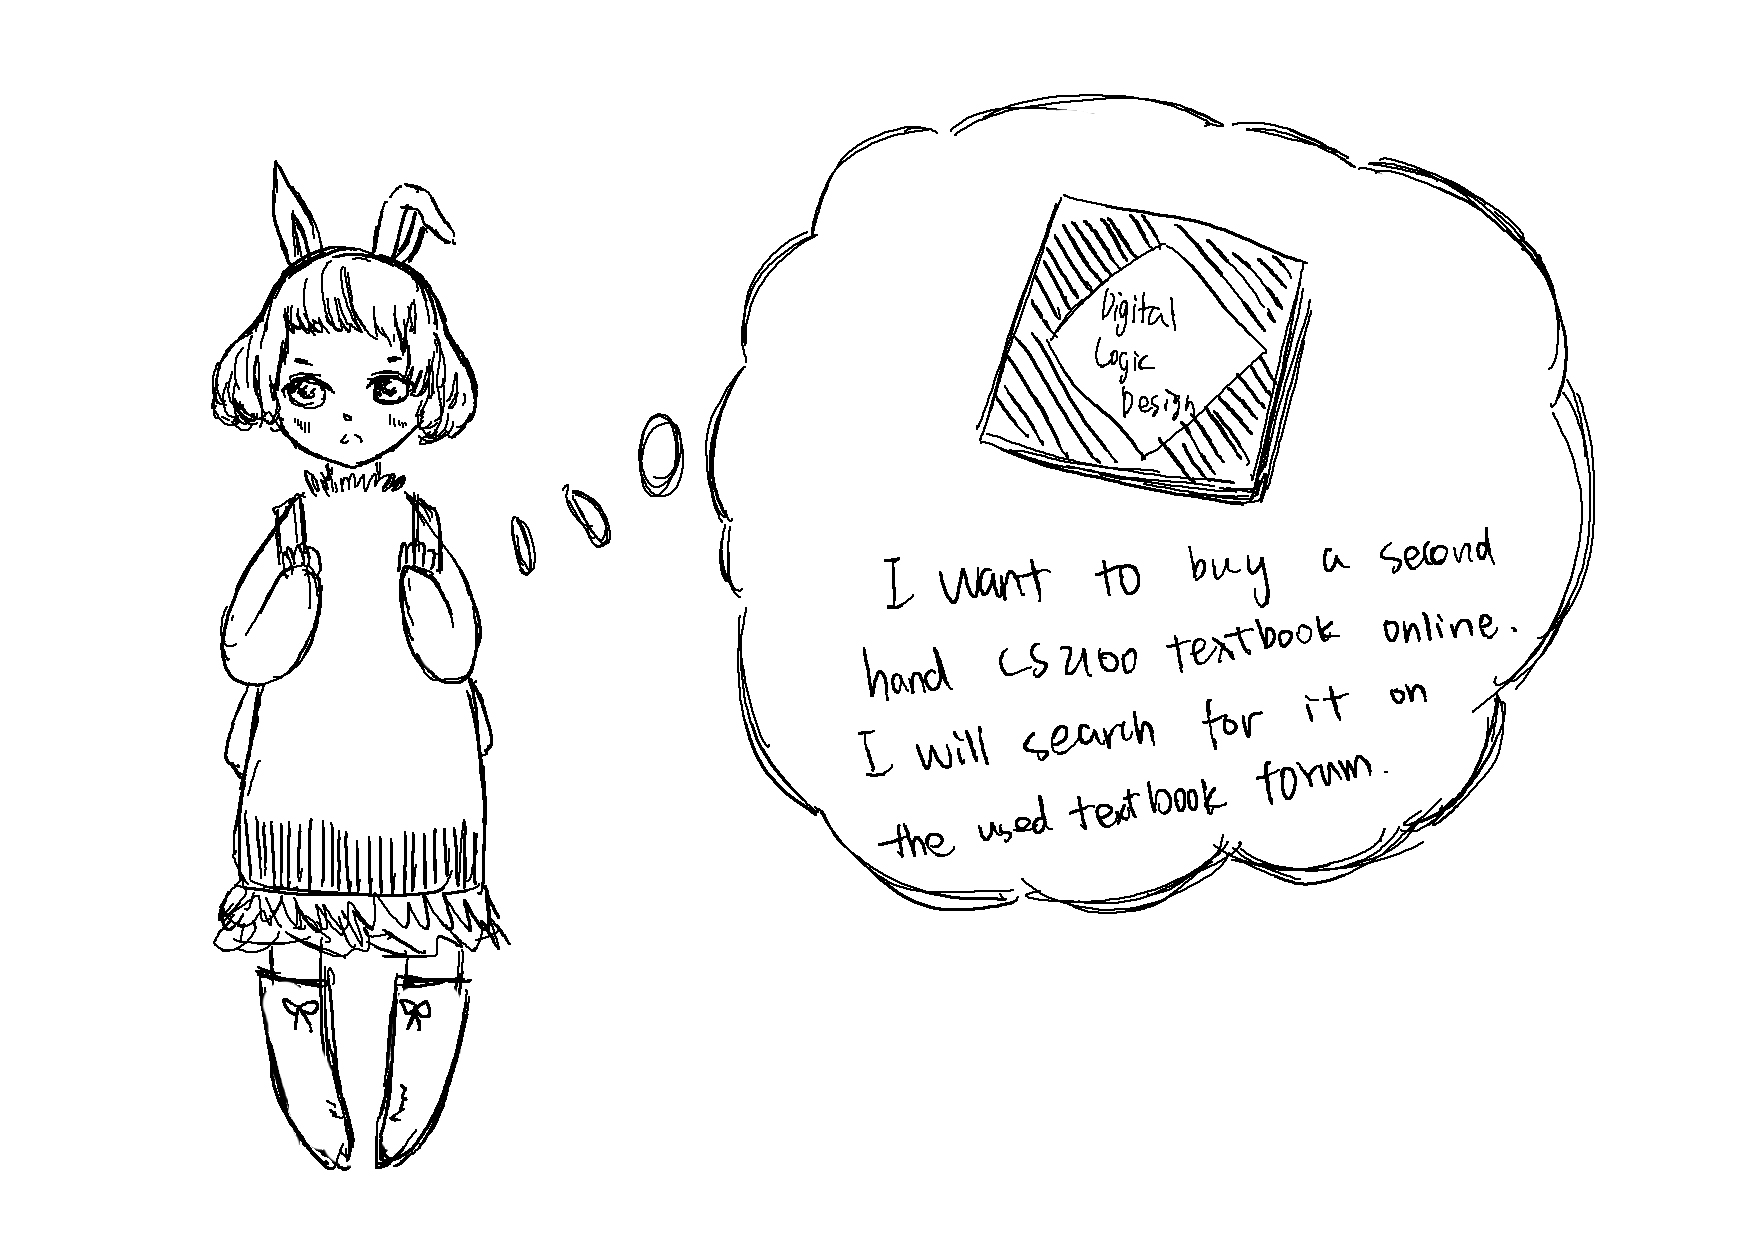 Digital
Logic
Design
I want to buy a second
hand CS2100 textbook online.
I will search for it on
the used textbook forum.